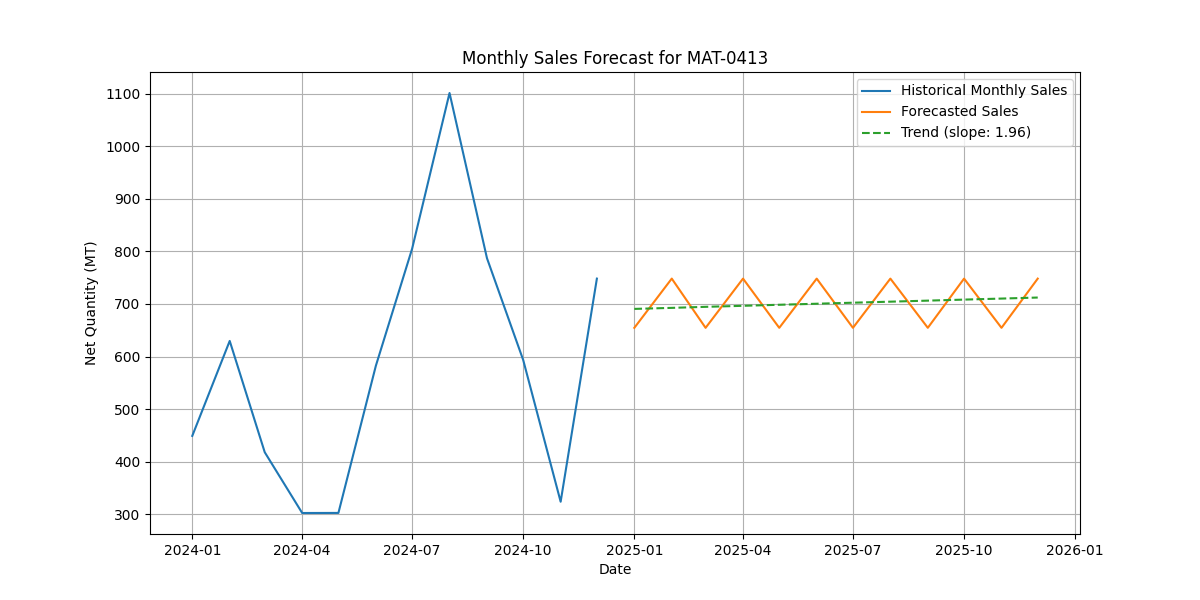 Monthly Sales Forecast for MAT-0413
Historical Monthly Sales
Forecasted Sales
Trend (slope: 1.96)
Net Quantity (MT)
1100
1000
900
800
700
600
500
400
300
2024-01 2024-04 2024-07 2024-10 2025-01 2025-04 2025-07 2025-10 2026-01
Date